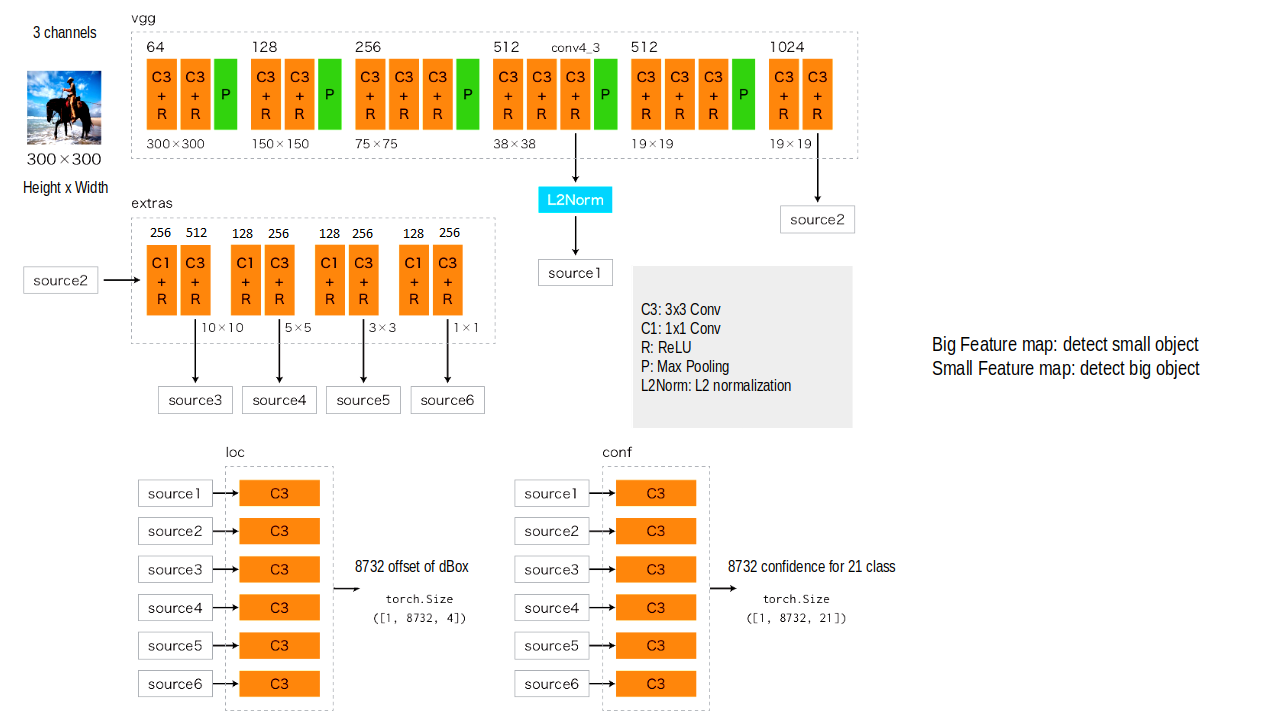 vgg
3 channels
64 128 256 512 conv4_3 512 1024
C3 + R C3 + R P C3 + R C3 + R P C3 + R C3 + R C3 + R P C3 + R C3 + R C3 + R P C3 + R C3 + R C3 + R P C3 + R C3 + R
300×300 150×150 75×75 38×38 19×19 19×19
300×300
Height x Width
L2Norm
source2
source1
extras
256 512 128 256 128 256 128 256
source2
C1 + R C3 + R C1 + R C3 + R C1 + R C3 + R C1 + R C3 + R
10×10 5×5 3×3 1×1
source3 source4 source5 source6
C3: 3x3 Conv
C1: 1x1 Conv
R: ReLU
P: Max Pooling
L2Norm: L2 normalization
Big Feature map: detect small object
Small Feature map: detect big object
loc
source1 C3
source2 C3
source3 C3
source4 C3
source5 C3
source6 C3
8732 offset of dBox
torch.Size
([1, 8732, 4])
conf
source1 C3
source2 C3
source3 C3
source4 C3
source5 C3
source6 C3
8732 confidence for 21 class
torch.Size
([1, 8732, 21])